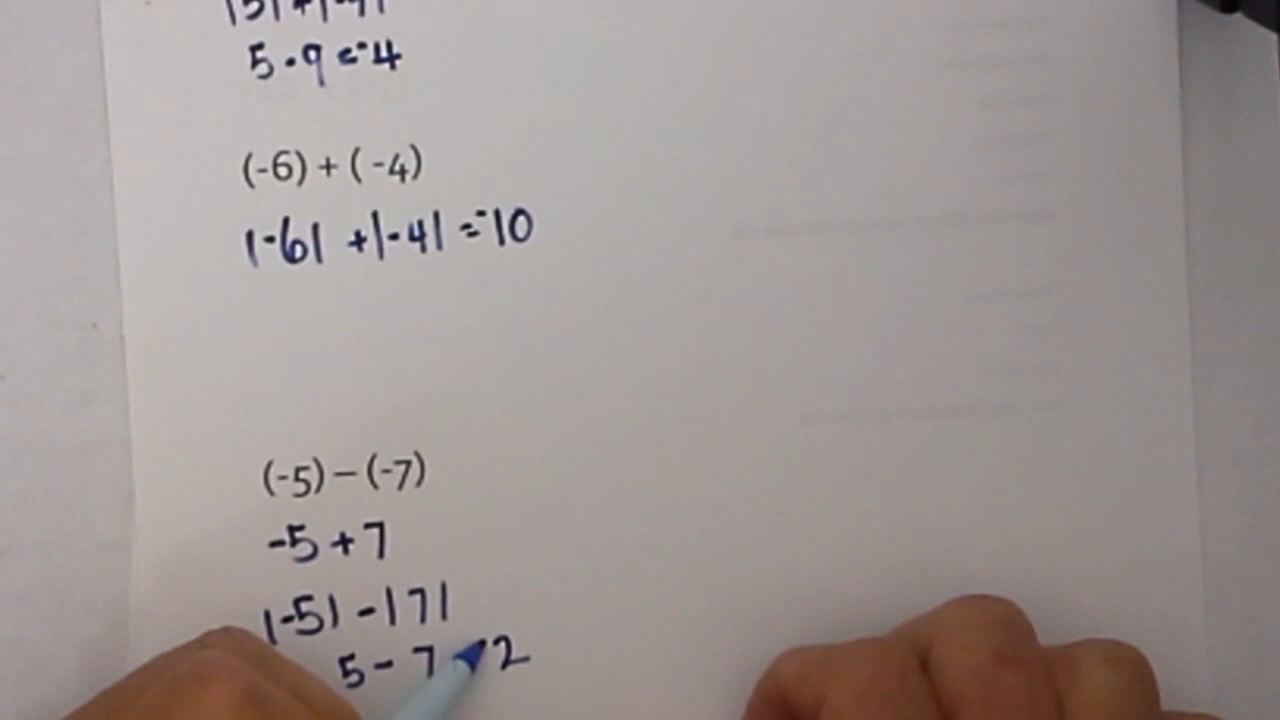 5 - 9 = -4
(-6) + (-4)
|-6| + |-4| = -10
(-5) – (-7)
-5 + 7
|-5| - |7|
5 - 7 2